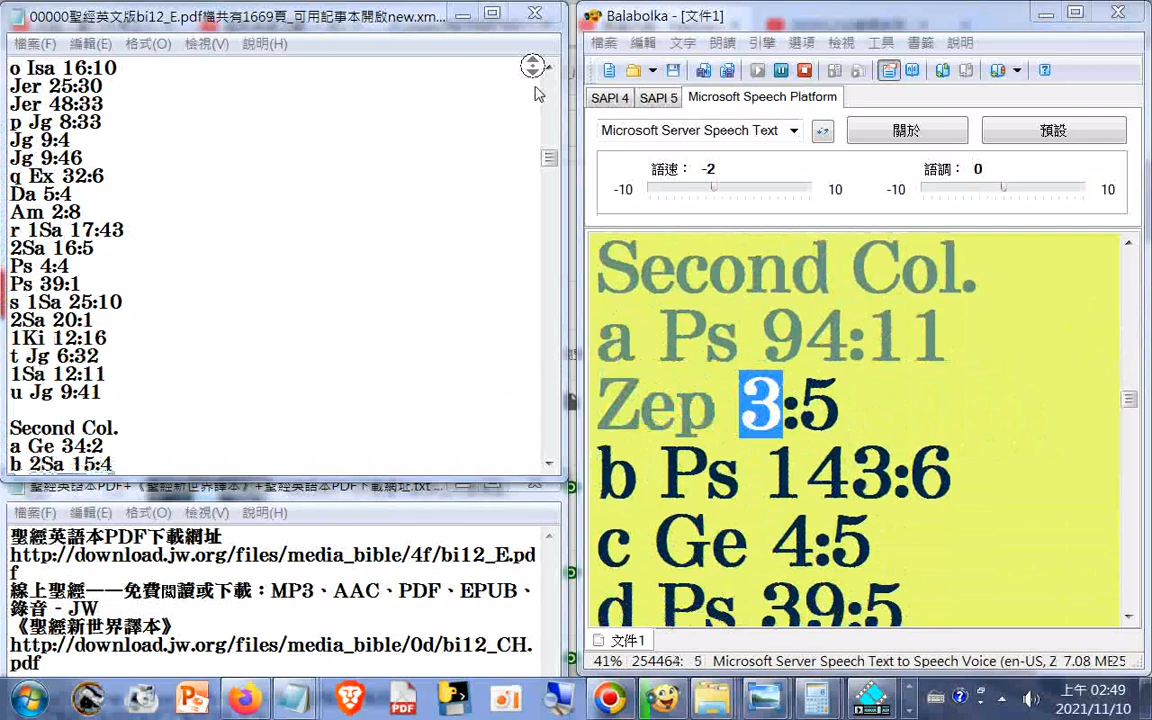 00000聖經英文版bi12_E.pdf檔共有1669頁_可用記事本開啟new.xm...
檔案(F) 編輯(E) 格式(O) 檢視(V) 說明(H)
o Isa 16:10
Jer 25:30
Jer 48:33
p Jg 8:33
Jg 9:4
Jg 9:46
q Ex 32:6
Da 5:4
Am 2:8
r 1Sa 17:43
2Sa 16:5
Ps 4:4
Ps 39:1
s 1Sa 25:10
2Sa 20:1
1Ki 12:16
t Jg 6:32
1Sa 12:11
u Jg 9:41
Second Col.
a Ge 34:2
b 2Sa 15:4
聖經英語本PDF+《聖經新世界譯本》+聖經英語本PDF下載網址.txt ...
檔案(F) 編輯(E) 格式(O) 檢視(V) 說明(H)
聖經英語本PDF下載網址
http://download.jw.org/files/media_bible/4f/bi12_E.pd
f
線上聖經——免費閱讀或下載：MP3、AAC、PDF、EPUB、
錄音 - JW
《聖經新世界譯本》
http://download.jw.org/files/media_bible/0d/bi12_CH.
pdf
Balabolka - [文件1]
檔案 編輯 文字 朗讀 引擎 選項 檢視 工具 書籤 說明
SAPI 4 SAPI 5 Microsoft Speech Platform
Microsoft Server Speech Text 關於 預設
語速： -2 語調： 0
-10 10 -10 10
Second Col.
a Ps 94:11
Zep 3:5
b Ps 143:6
c Ge 4:5
d Ps 39:5
文件1
41% 254464: 5 Microsoft Server Speech Text to Speech Voice (en-US, Z 7.08 ME25
PDF
上午 02:49
2021/11/10